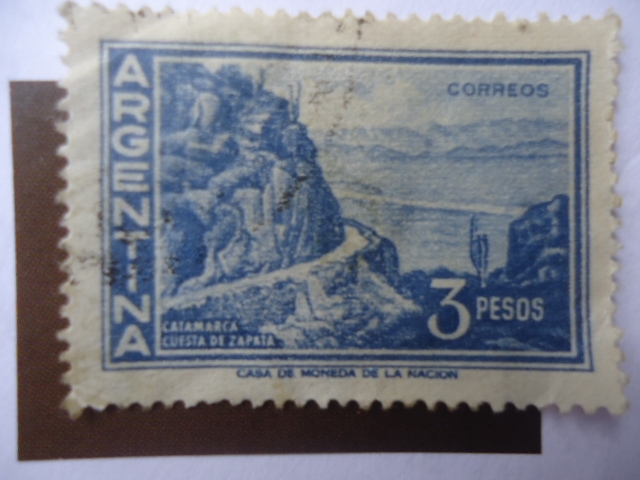 ARGENTINA
CORREOS
3 PESOS
CATAMARCA
CUESTA DE ZAPATA
CASA DE MONEDA DE LA NACION